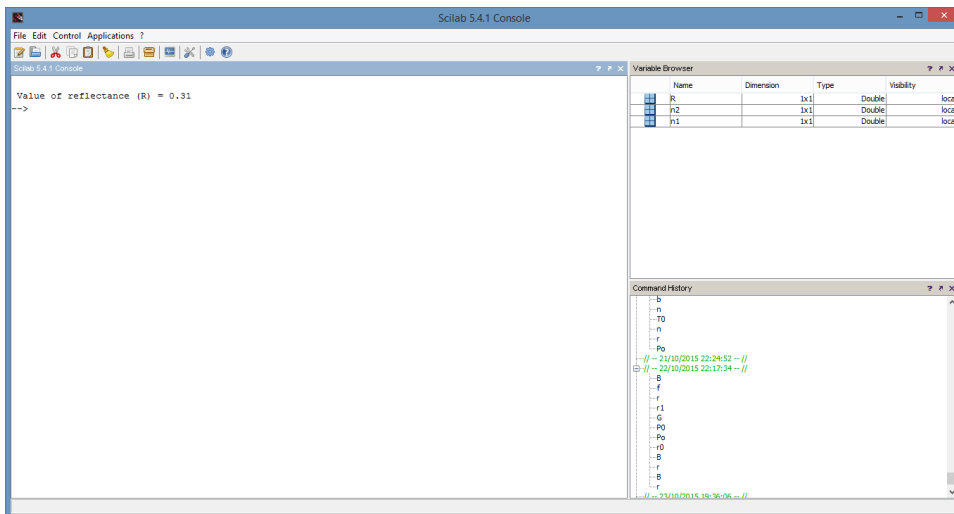 Scilab 5.4.1 Console
File Edit Control Applications ?
Scilab 5.4.1 Console
Value of reflectance (R) = 0.31
-->
Variable Browser
Name Dimension Type Visibility
R 1x1 Double loca
n2 1x1 Double loca
n1 1x1 Double loca
Command History
b
n
T0
n
r
Po
// -- 21/10/2015 22:24:52 -- //
// -- 22/10/2015 22:17:34 -- //
B
f
r
r1
G
P0
Po
r0
B
r
B
r
// -- 23/10/2015 19:36:06 -- //